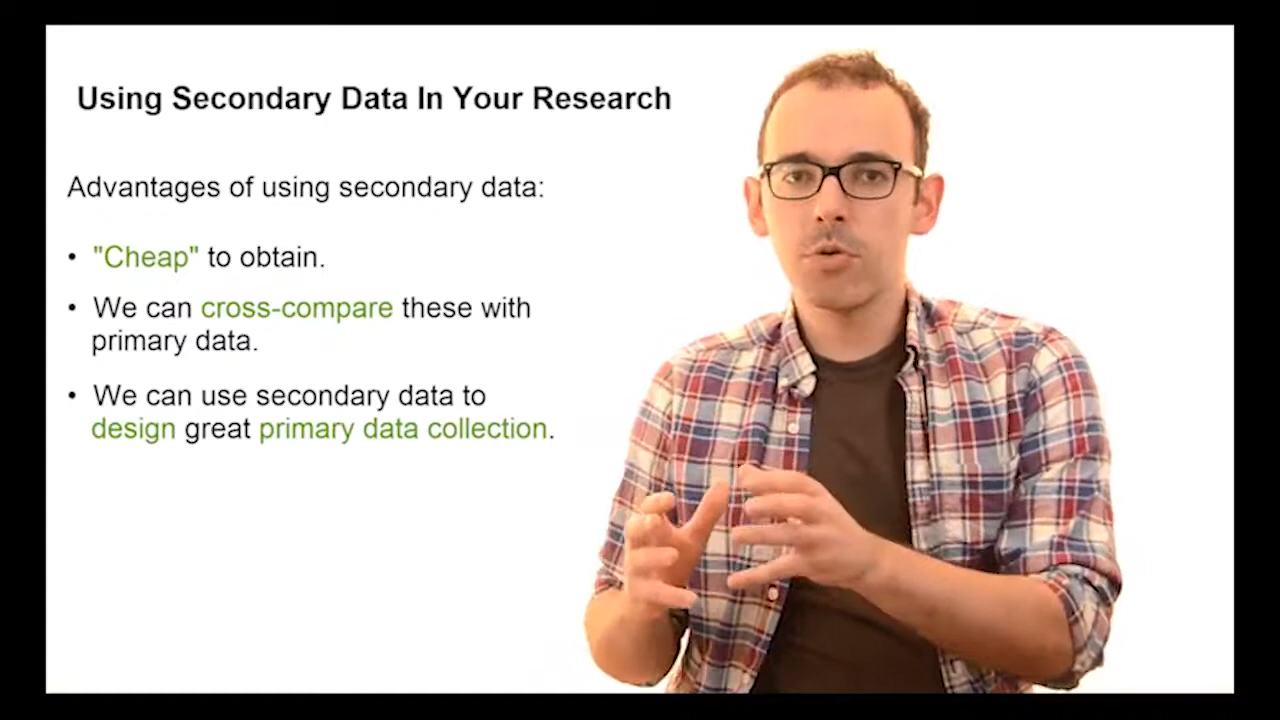 Using Secondary Data In Your Research
Advantages of using secondary data:
• "Cheap" to obtain.
• We can cross-compare these with
primary data.
• We can use secondary data to
design great primary data collection.